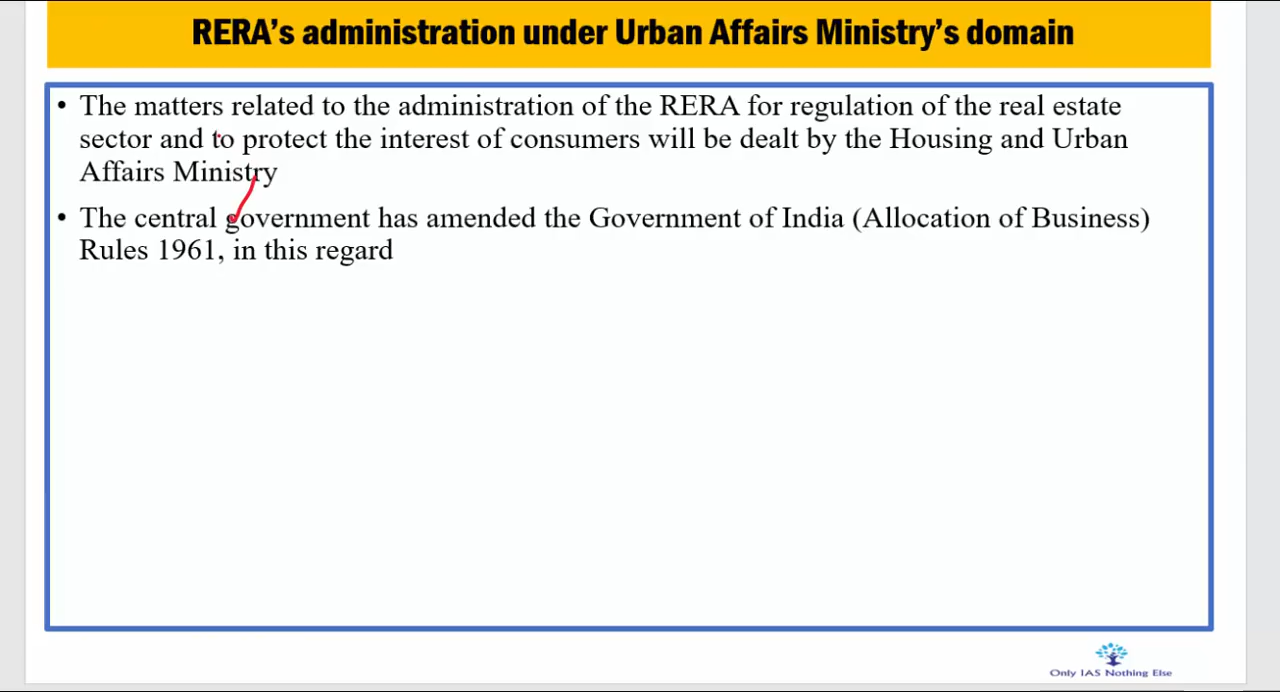 RERA's administration under Urban Affairs Ministry's domain
• The matters related to the administration of the RERA for regulation of the real estate
sector and to protect the interest of consumers will be dealt by the Housing and Urban
Affairs Ministry
• The central government has amended the Government of India (Allocation of Business)
Rules 1961, in this regard
Only IAS Nothing Else